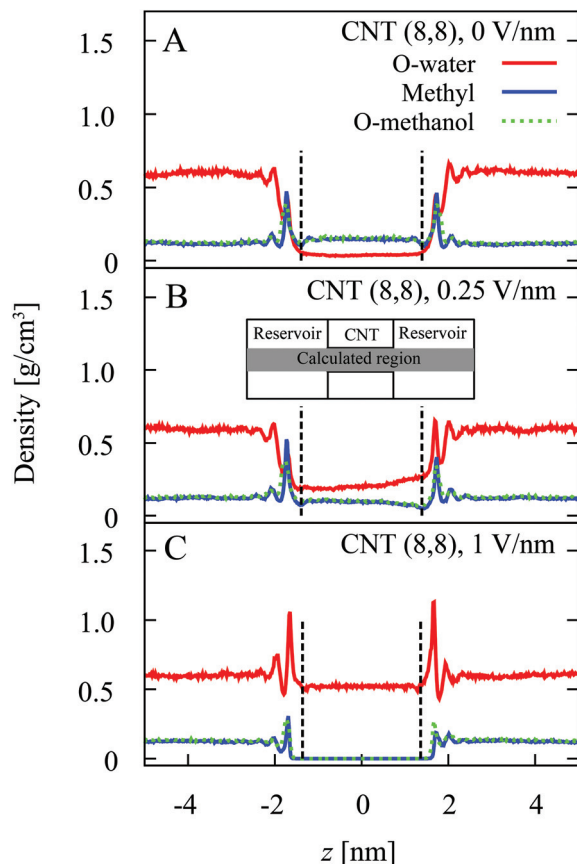 A
CNT (8,8), 0 V/nm
O-water
Methyl
O-methanol
1.5
1.0
0.5
0
B
CNT (8,8), 0.25 V/nm
Reservoir CNT Reservoir
Calculated region
1.5
1.0
0.5
0
C
CNT (8,8), 1 V/nm
1.5
1.0
0.5
0
Density [g/cm³]
-4 -2 0 2 4
z [nm]